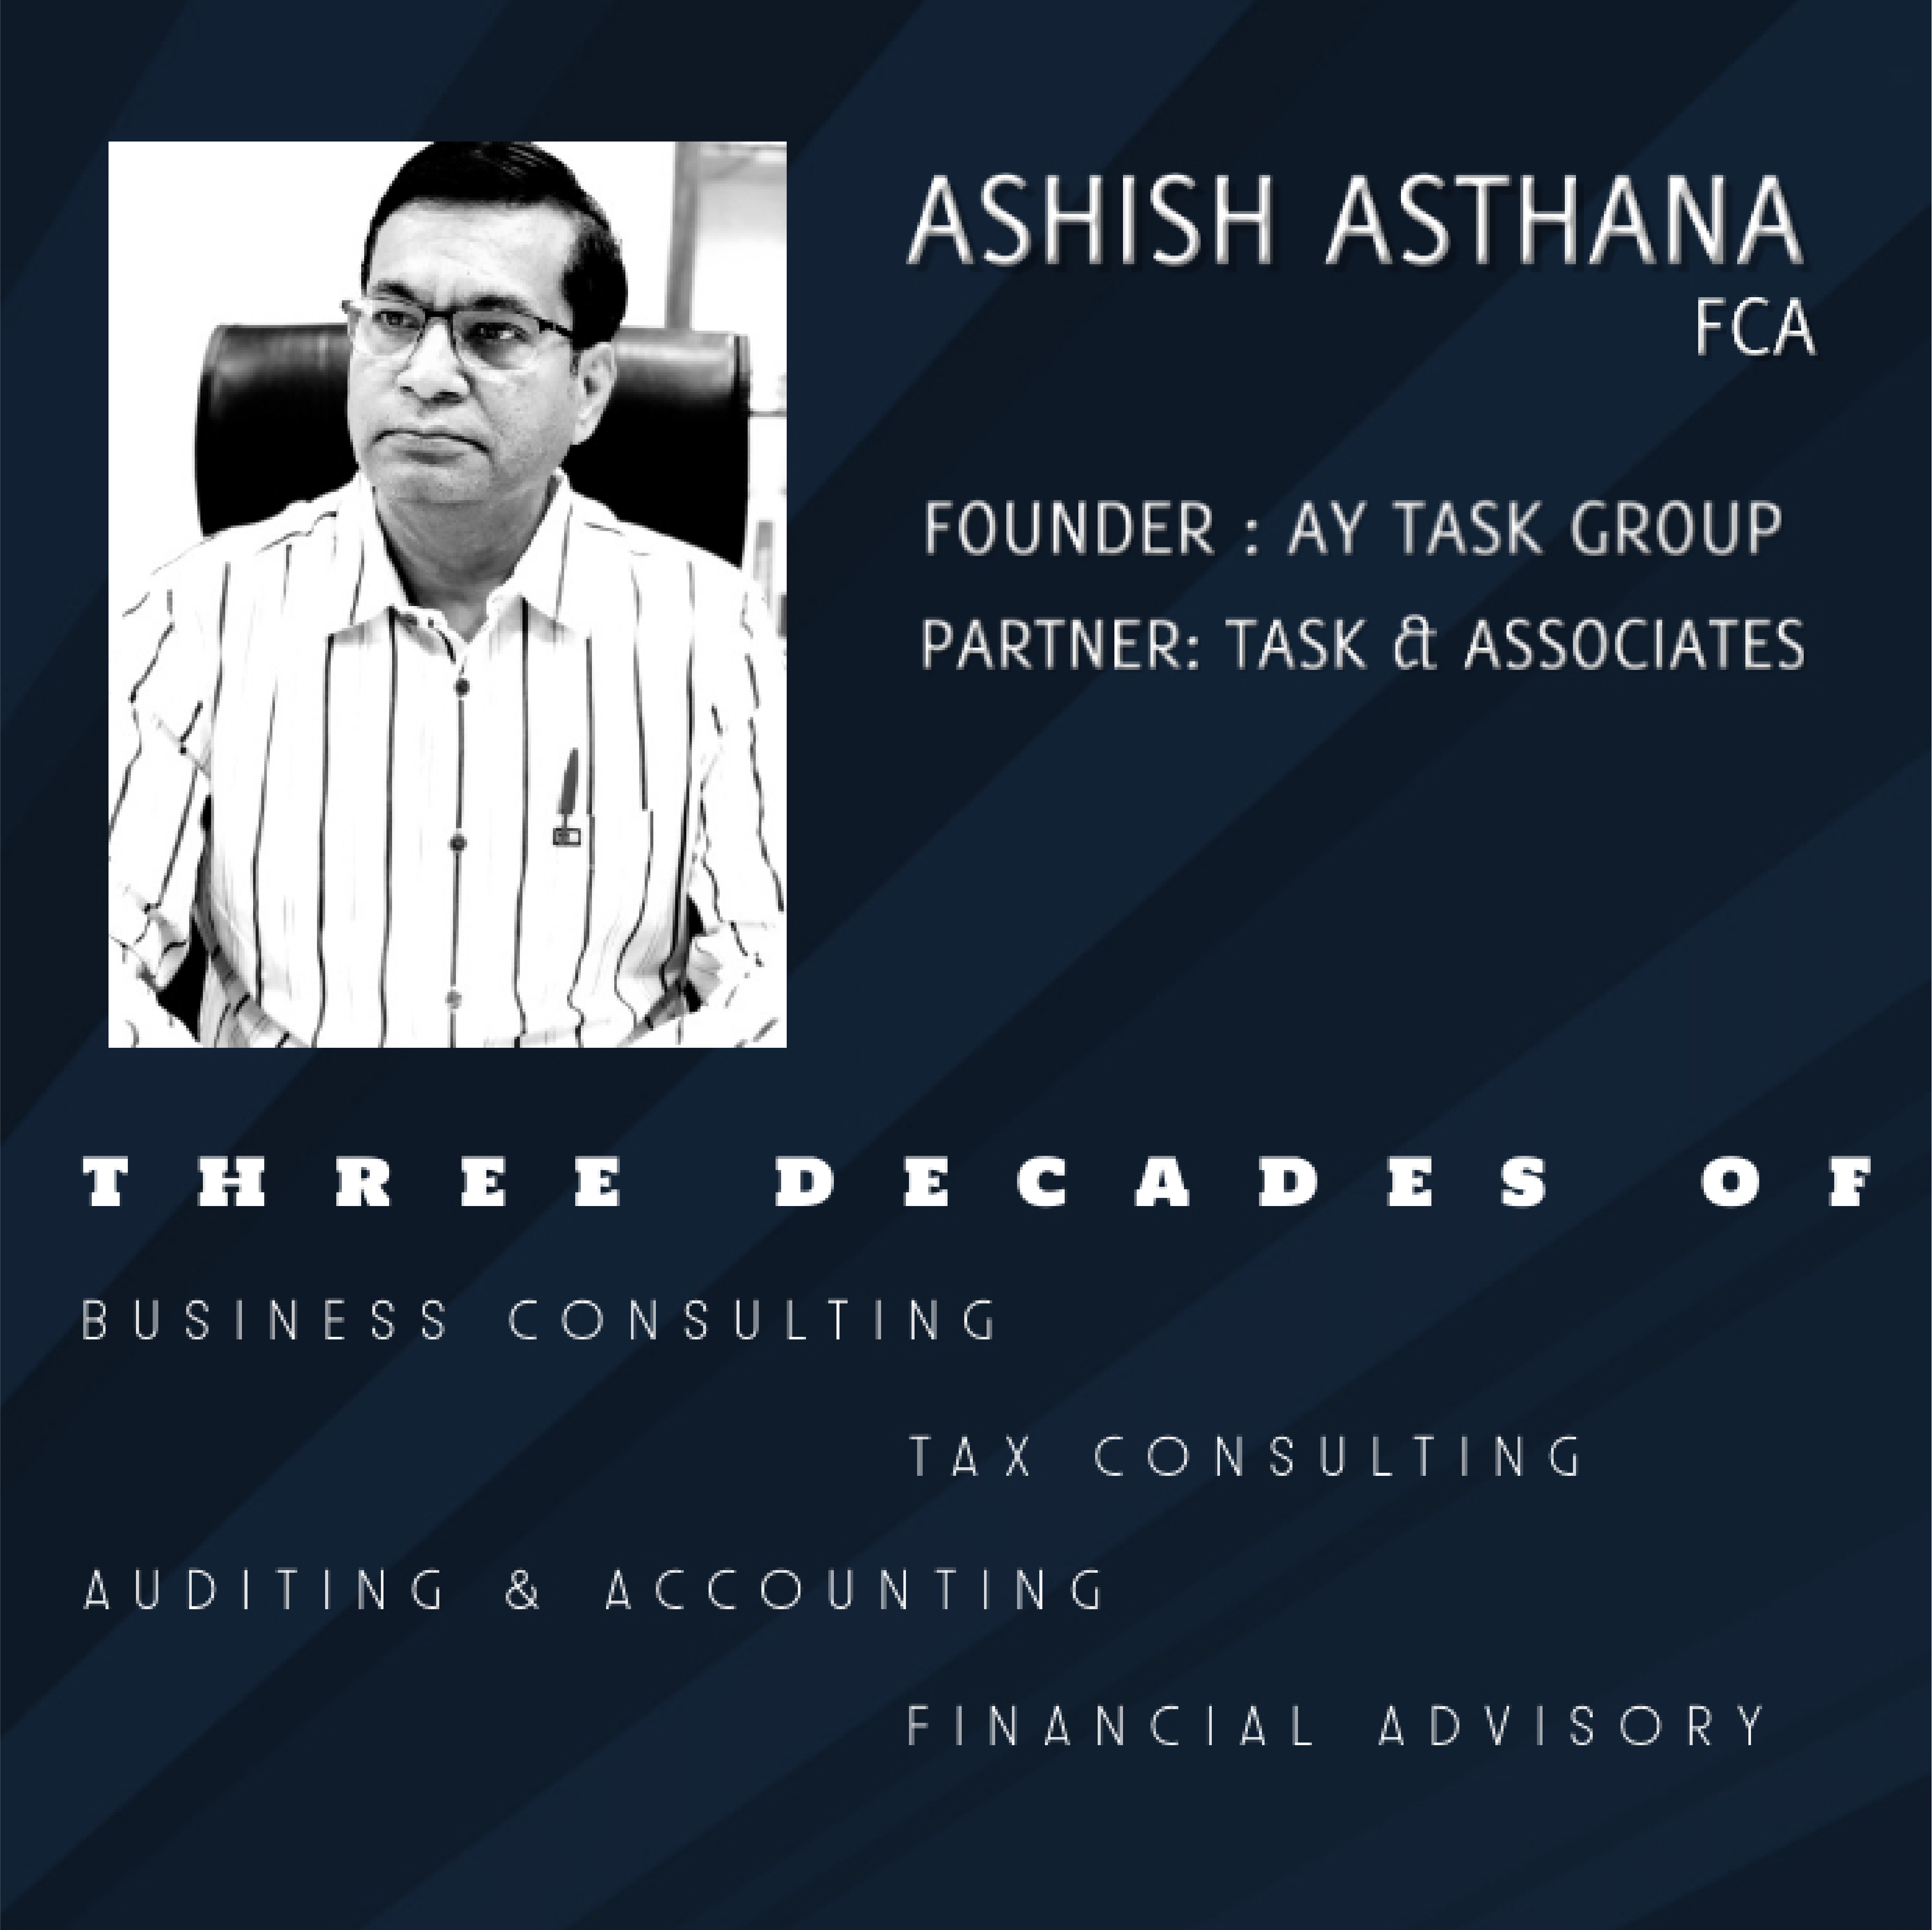 ASHISH ASTHANA
FCA
FOUNDER : AY TASK GROUP
PARTNER: TASK & ASSOCIATES
THREE DECADES OF
BUSINESS CONSULTING
TAX CONSULTING
AUDITING & ACCOUNTING
FINANCIAL ADVISORY